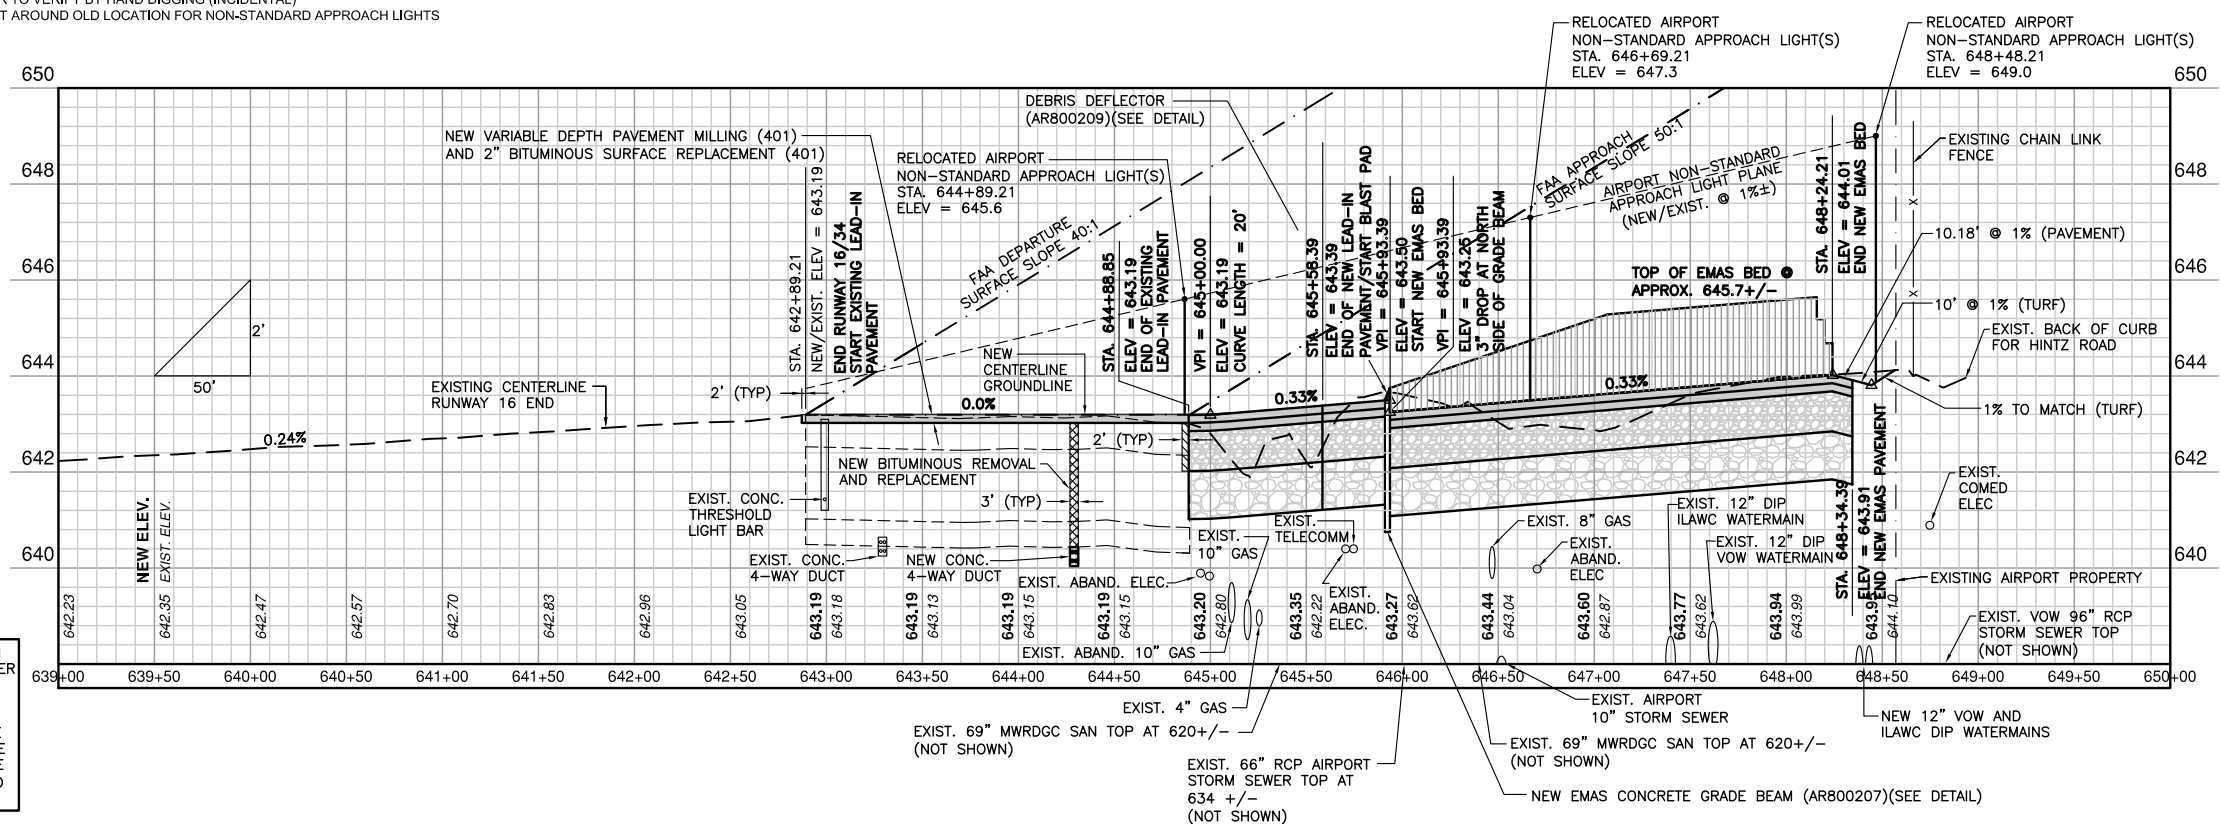 R TO VERIFY BY HAND DIGGING (INCIDENTAL)
T AROUND OLD LOCATION FOR NON-STANDARD APPROACH LIGHTS
RELOCATED AIRPORT
NON-STANDARD APPROACH LIGHT(S)
STA. 646+69.21
ELEV = 647.3
RELOCATED AIRPORT
NON-STANDARD APPROACH LIGHT(S)
STA. 648+48.21
ELEV = 649.0
650
648
646
644
642
640
650
648
646
644
642
640
DEBRIS DEFLECTOR
(AR800209)(SEE DETAIL)
NEW VARIABLE DEPTH PAVEMENT MILLING (401)
AND 2" BITUMINOUS SURFACE REPLACEMENT (401)
RELOCATED AIRPORT
NON-STANDARD APPROACH LIGHT(S)
STA. 644+89.21
ELEV = 645.6
FAA DEPARTURE
SURFACE SLOPE 40:1
FAA APPROACH
SURFACE SLOPE 50:1
AIRPORT NON-STANDARD
APPROACH LIGHT PLANE
(NEW/EXIST. @ 1%±)
EXISTING CHAIN LINK
FENCE
X
X
STA. 642+89.21
NEW/EXIST. ELEV = 643.19
END RUNWAY 16/34
START EXISTING LEAD-IN
PAVEMENT
STA. 644+88.85
ELEV = 643.19
END OF EXISTING
LEAD-IN PAVEMENT
VPI = 645+00.00
ELEV = 643.19
CURVE LENGTH = 20'
STA. 645+58.39
ELEV = 643.39
END OF NEW LEAD-IN
PAVEMENT/START BLAST PAD
VPI = 645+93.39
ELEV = 643.50
START NEW EMAS BED
VPI = 645+93.39
ELEV = 643.25
3" DROP AT NORTH
SIDE OF GRADE BEAM
STA. 648+24.21
ELEV = 644.01
END NEW EMAS BED
TOP OF EMAS BED @
APPROX. 645.7+/-
10.18' @ 1% (PAVEMENT)
10' @ 1% (TURF)
EXIST. BACK OF CURB
FOR HINTZ ROAD
1% TO MATCH (TURF)
2'
50'
EXISTING CENTERLINE
RUNWAY 16 END
2' (TYP)
NEW
CENTERLINE
GROUNDLINE
0.24%
0.0%
0.33%
0.33%
2' (TYP)
NEW BITUMINOUS REMOVAL
AND REPLACEMENT
3' (TYP)
EXIST. CONC.
THRESHOLD
LIGHT BAR
EXIST. CONC.
4-WAY DUCT
NEW CONC.
4-WAY DUCT
EXIST.
10" GAS
EXIST.
TELECOMM
EXIST. ABAND. ELEC.
EXIST.
ABAND.
ELEC.
EXIST. 8" GAS
EXIST.
ABAND.
ELEC
EXIST. 12" DIP
ILAWC WATERMAIN
EXIST. 12" DIP
VOW WATERMAIN
STA. 648+34.39
ELEV = 643.91
END NEW EMAS PAVEMENT
EXIST.
COMED
ELEC
EXISTING AIRPORT PROPERTY
EXIST. VOW 96" RCP
STORM SEWER TOP
(NOT SHOWN)
NEW ELEV.
EXIST. ELEV.
642.23
642.35
642.47
642.57
642.70
642.83
642.96
643.05
643.19
643.18
643.19
643.13
643.19
643.15
643.19
643.15
643.20
642.80
643.35
642.22
643.27
643.62
643.44
643.04
643.60
642.87
643.77
643.62
643.94
643.99
643.95
644.10
EXIST. ABAND. 10" GAS
639+00
639+50
640+00
640+50
641+00
641+50
642+00
642+50
643+00
643+50
644+00
644+50
645+00
645+50
646+00
646+50
647+00
647+50
648+00
648+50
649+00
649+50
650+00
EXIST. 4" GAS
EXIST. 69" MWRDGC SAN TOP AT 620+/-
(NOT SHOWN)
EXIST. 66" RCP AIRPORT
STORM SEWER TOP AT
634 +/-
(NOT SHOWN)
EXIST. AIRPORT
10" STORM SEWER
EXIST. 69" MWRDGC SAN TOP AT 620+/-
(NOT SHOWN)
NEW 12" VOW AND
ILAWC DIP WATERMAINS
NEW EMAS CONCRETE GRADE BEAM (AR800207)(SEE DETAIL)